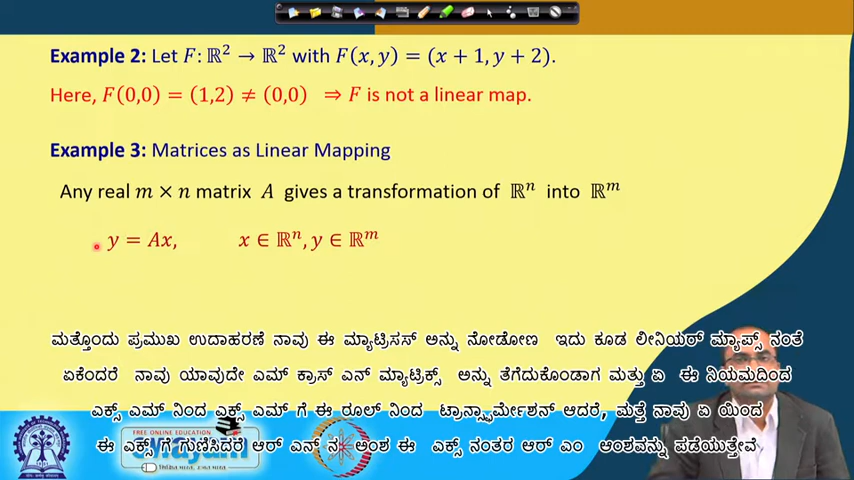 Example 2: Let F: ℝ² → ℝ² with F(x, y) = (x + 1, y + 2).
Here, F(0,0) = (1,2) ≠ (0,0) ⇒ F is not a linear map.
Example 3: Matrices as Linear Mapping
Any real m × n matrix A gives a transformation of ℝⁿ into ℝᵐ
y = Ax, x ∈ ℝⁿ, y ∈ ℝᵐ
ಮತ್ತೊಂದು ಪ್ರಮುಖ ಉದಾಹರಣೆ ನಾವು ಈ ಮ್ಯಾಟ್ರಿಸಸ್ ಅನ್ನು ನೋಡೋಣ ಇದು ಕೂಡ ಲೀನಿಯರ್ ಮ್ಯಾಪ್ಸ್ ನಂತೆ
ಏಕೆಂದರೆ ನಾವು ಯಾವುದೇ ಎಮ್ ಕ್ರಾಸ್ ಎನ್ ಮ್ಯಾಟ್ರಿಕ್ಸ್ ಅನ್ನು ತೆಗೆದುಕೊಂಡಾಗ ಮತ್ತು ಏ ಈ ನಿಯಮದಿಂದ
ಎಕ್ಸ್ ಎಮ್ ನಿಂದ ಎಕ್ಸ್ ಎಮ್ ಗೆ ಈ ರೂಲ್ ನಿಂದ ಟ್ರಾನ್ಸ್ಫಾರ್ಮೇಶನ್ ಆದರೆ, ಮತ್ತೆ ನಾವು ಏ ಯಿಂದ
ಈ ಎಕ್ಸ್ ಗೆ ಗುಣಿಸಿದರೆ ಆರ್ ಎನ್ ನ ಅಂಶ ಈ ಎಕ್ಸ್ ನಂತರ ಆರ್ ಎಂ ಅಂಶವನ್ನು ಪಡೆಯುತ್ತೇವೆ
FREE ONLINE EDUCATION
swayam